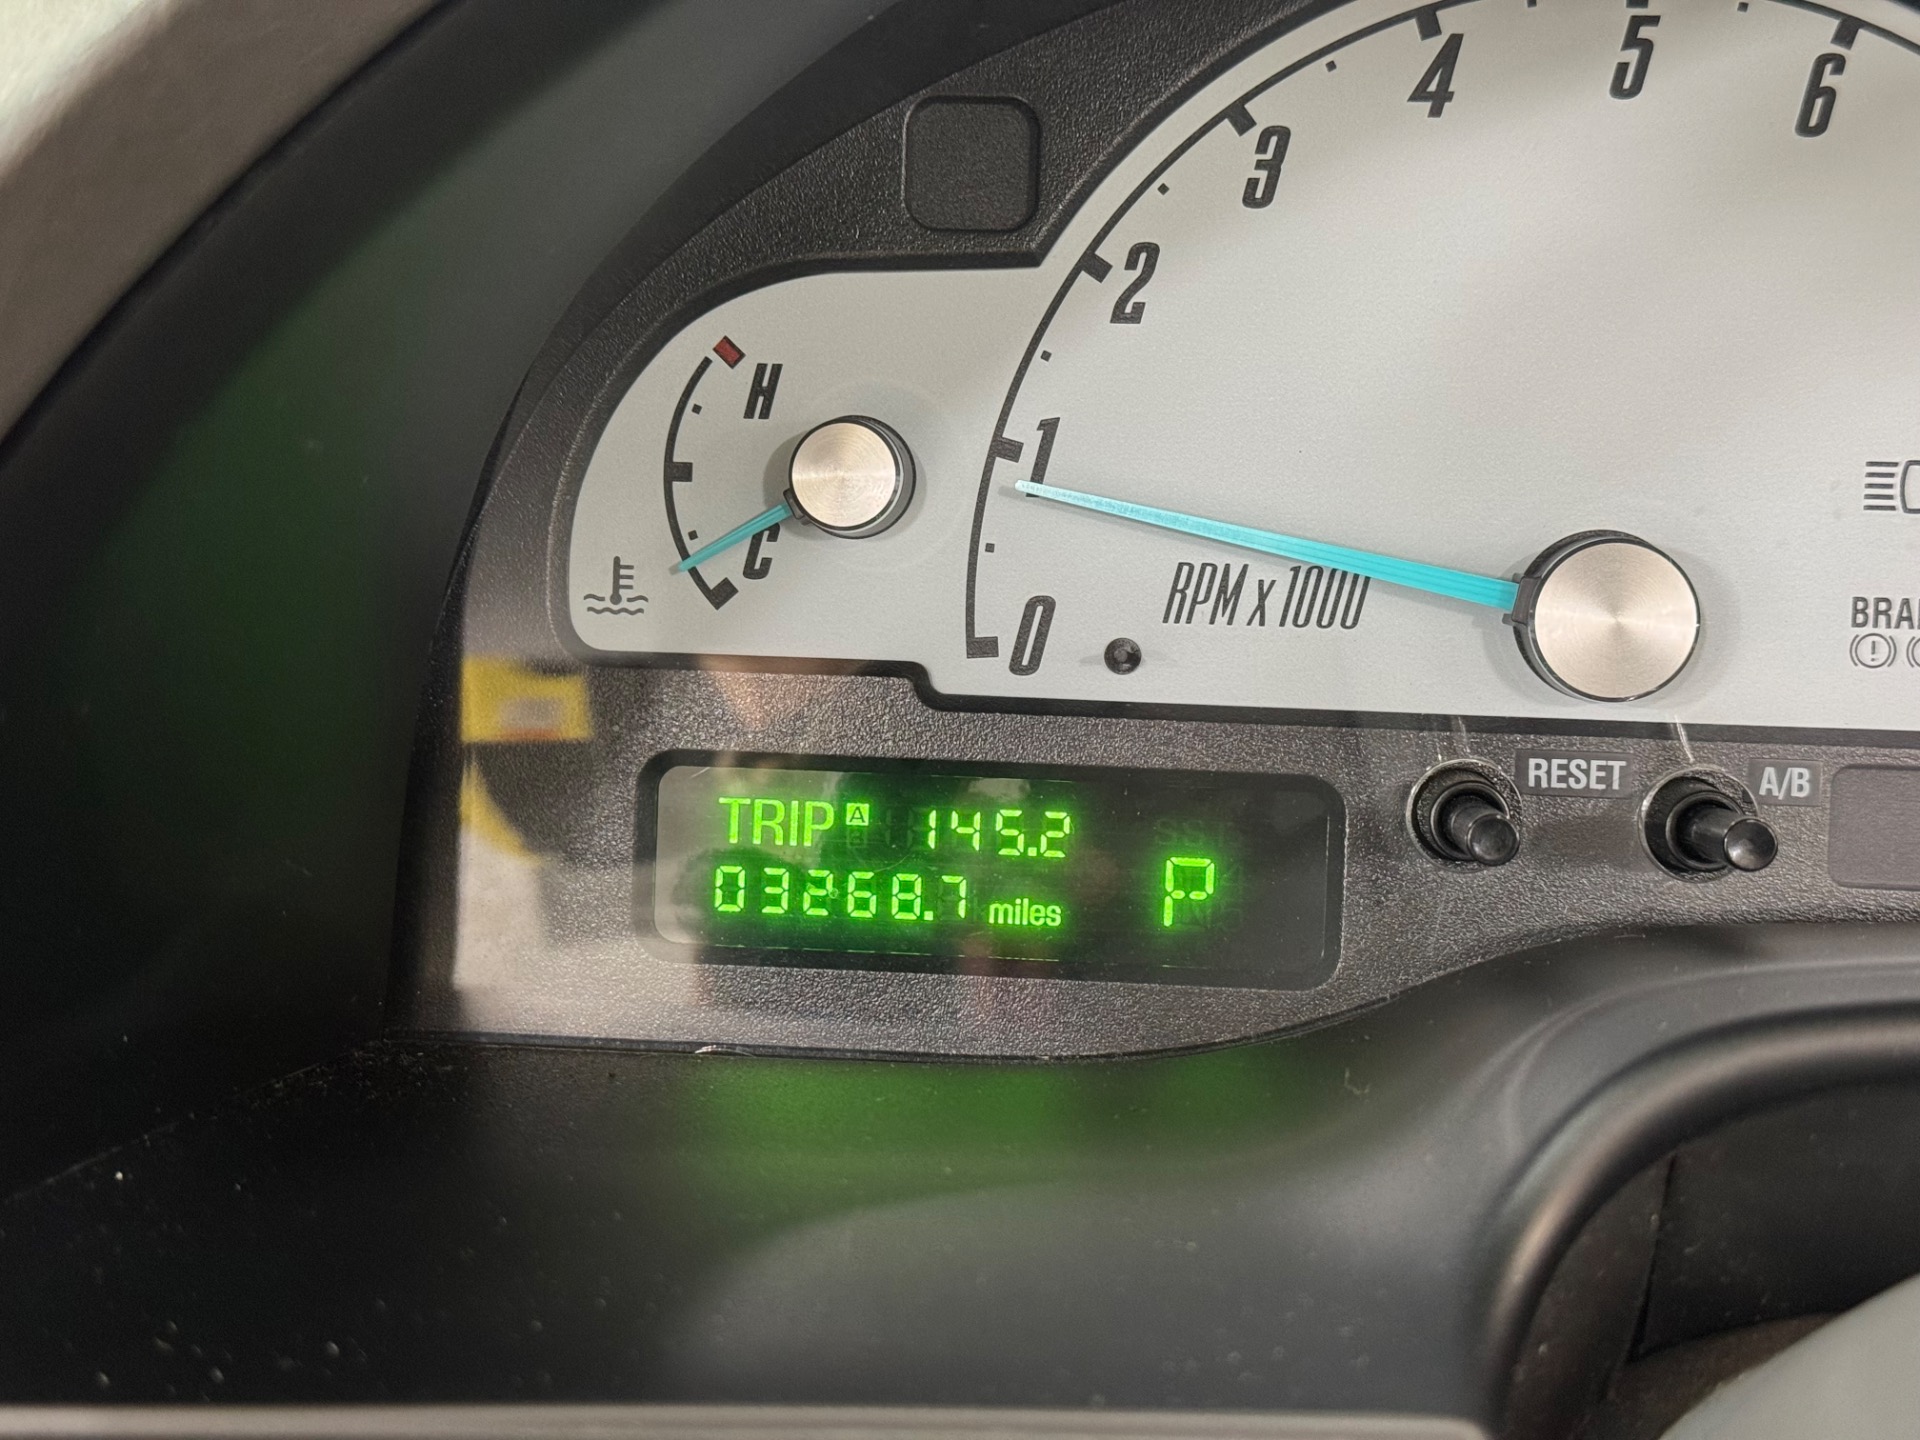 4 5 6
3
2
H
1
C
RPM x 1000
0
RESET A/B
TRIP A 145.2
03268.7 miles P